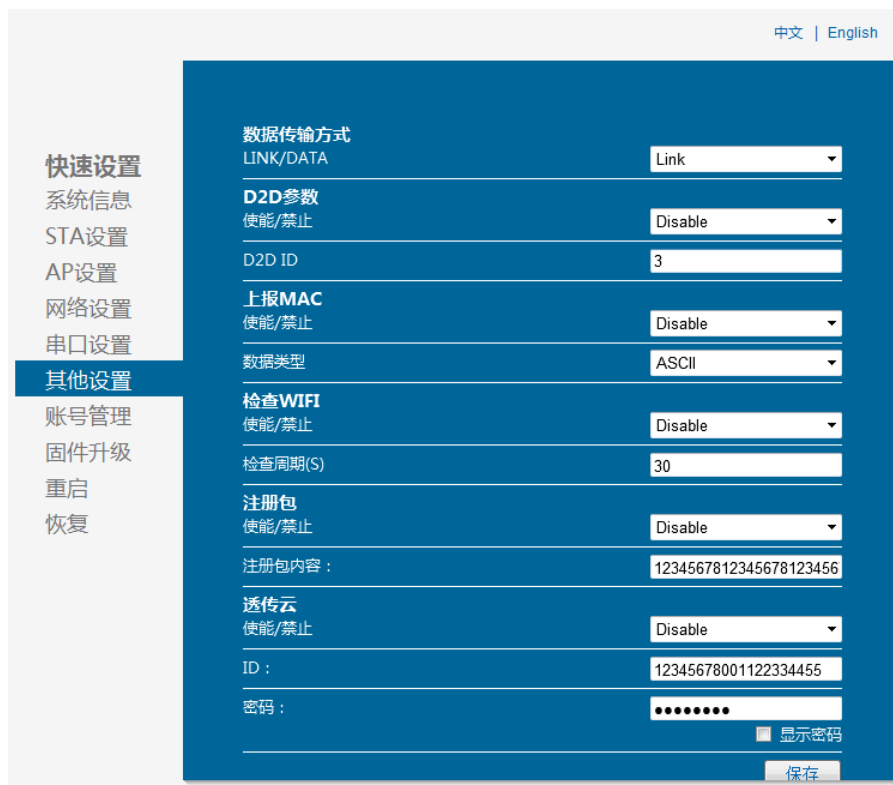 中文 | English
快速设置
系统信息
STA设置
AP设置
网络设置
串口设置
其他设置
账号管理
固件升级
重启
恢复
数据传输方式
LINK/DATA Link
D2D参数
使能/禁止 Disable
D2D ID 3
上报MAC
使能/禁止 Disable
数据类型 ASCII
检查WIFI
使能/禁止 Disable
检查周期(S) 30
注册包
使能/禁止 Disable
注册包内容： 1234567812345678123456
透传云
使能/禁止 Disable
ID： 12345678001122334455
密码： ●●●●●●●●
显示密码
保存